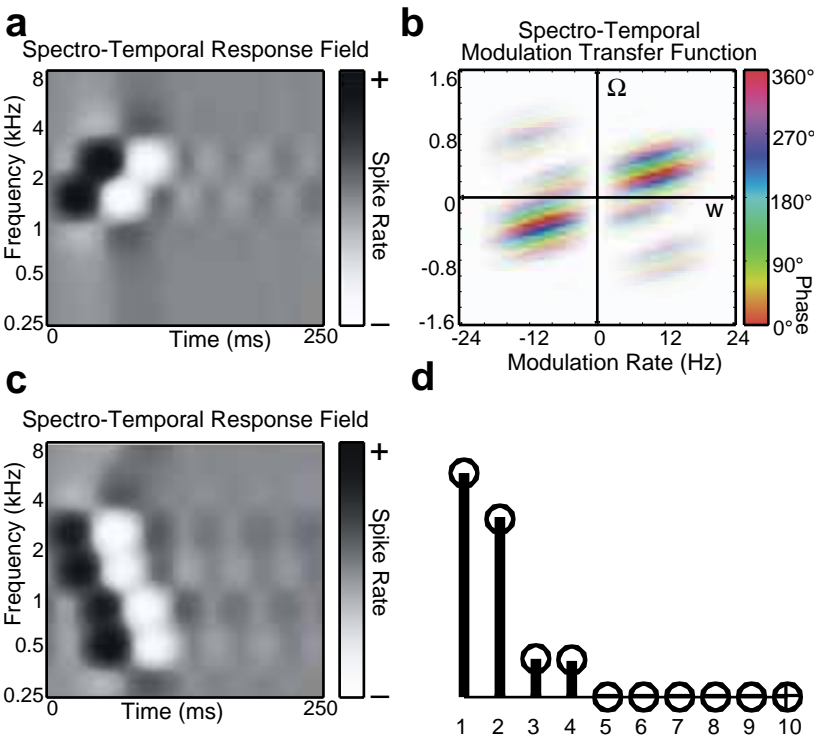 a
Spectro-Temporal Response Field
8
4
2
1
0.5
0.25
Frequency (kHz)
0
Time (ms)
250
+
Spike Rate
–
b
Spectro-Temporal
Modulation Transfer Function
1.6
0.8
0
-0.8
-1.6
Ω
w
-24
-12
0
12
24
Modulation Rate (Hz)
360°
270°
180°
90°
0°
Phase
c
Spectro-Temporal Response Field
8
4
2
1
0.5
0.25
Frequency (kHz)
0
Time (ms)
250
+
Spike Rate
–
d
1 2 3 4 5 6 7 8 9 10